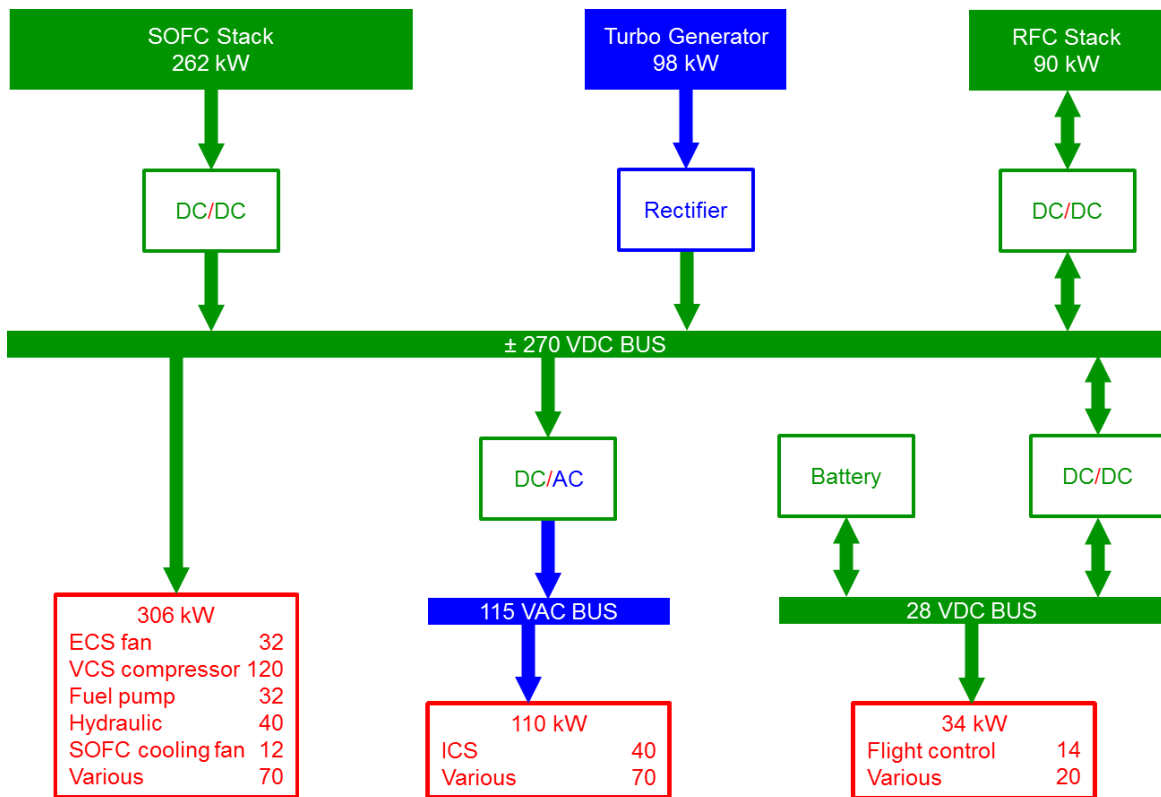 SOFC Stack
262 kW
Turbo Generator
98 kW
RFC Stack
90 kW
DC/DC
Rectifier
DC/DC
± 270 VDC BUS
DC/AC
Battery
DC/DC
115 VAC BUS
28 VDC BUS
306 kW
ECS fan 32
VCS compressor 120
Fuel pump 32
Hydraulic 40
SOFC cooling fan 12
Various 70
110 kW
ICS 40
Various 70
34 kW
Flight control 14
Various 20